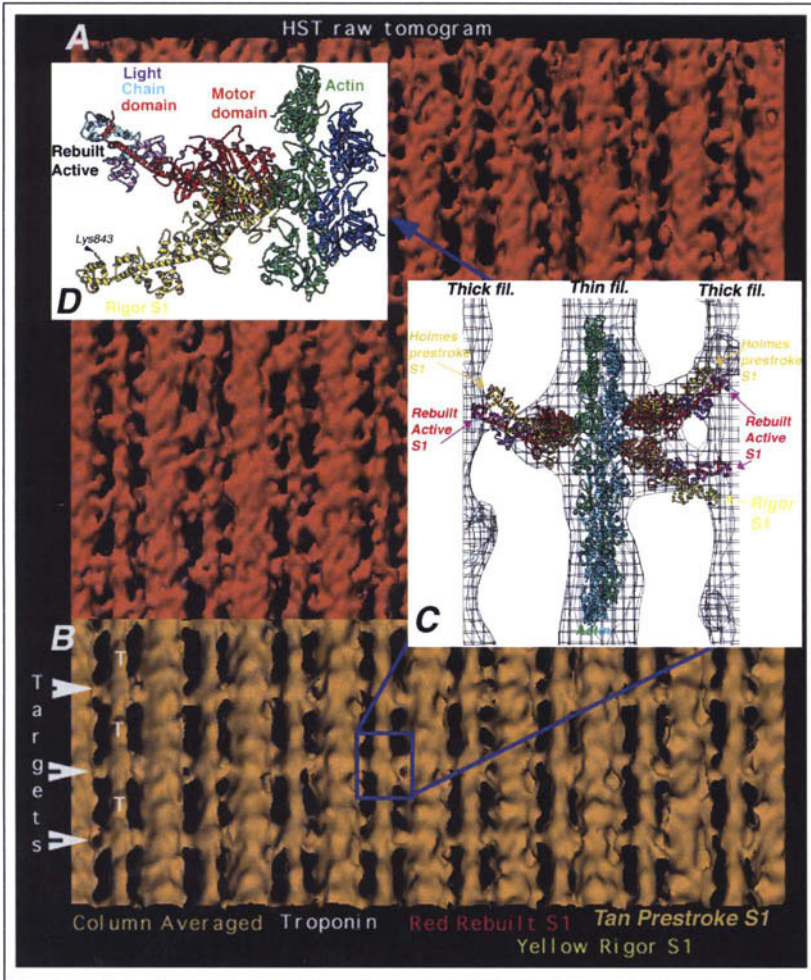 HST raw tomogram
A
Light
Chain
domain
Motor
domain
Actin
Rebuilt
Active
Lys843
Rigor S1
D
Thick fil.
Thin fil.
Thick fil.
Holmes
prestroke
S1
Holmes
prestroke
S1
Rebuilt
Active
S1
Rebuilt
Active
S1
Rigor
S1
C
Actin
B
T
T
T
Targets
Column Averaged
Troponin
Red Rebuilt S1
Tan Prestroke S1
Yellow Rigor S1